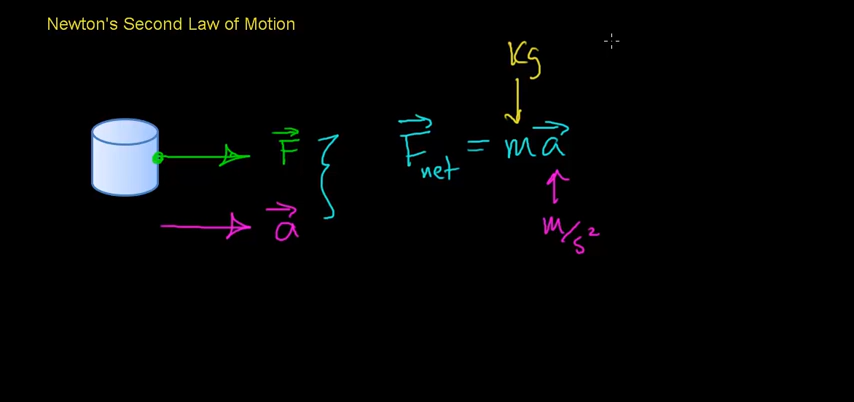 Newton's Second Law of Motion
Kg
F⃗
F⃗net = ma⃗
a⃗
m/s²